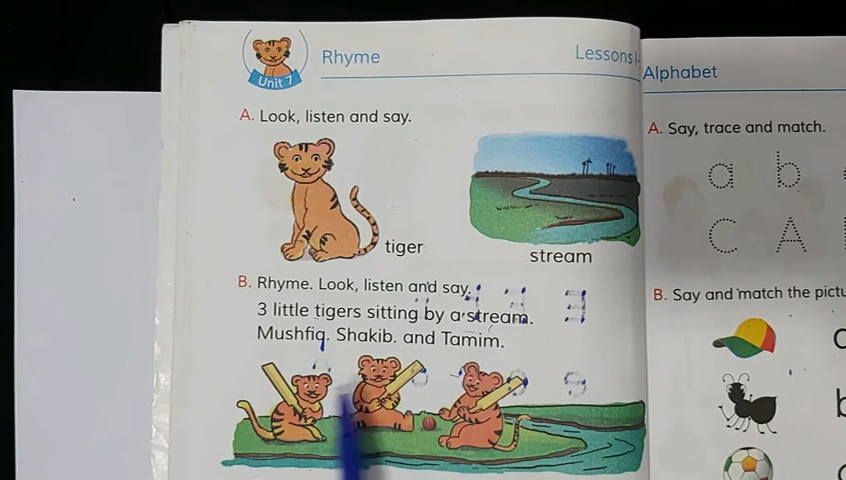 Unit 7
Rhyme
Lessons 1-
A. Look, listen and say.
tiger
stream
B. Rhyme. Look, listen and say.
3 little tigers sitting by a stream.
Mushfiq. Shakib. and Tamim.
Alphabet
A. Say, trace and match.
a b
C A
B. Say and match the pictu